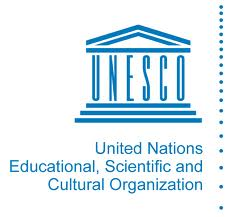 UNESCO
United Nations
Educational, Scientific and
Cultural Organization